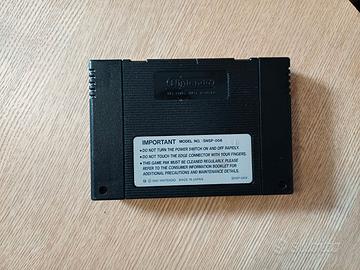 Nintendo
IMPORTANT MODEL NO. SNSP-006
• DO NOT TURN THE POWER SWITCH ON AND OFF RAPIDLY.
• DO NOT TOUCH THE EDGE CONNECTOR WITH YOUR FINGERS.
• THIS GAME PAK MUST BE CLEANED REGULARLY. PLEASE
REFER TO THE CONSUMER INFORMATION BOOKLET FOR
ADDITIONAL PRECAUTIONS AND MAINTENANCE DETAILS.
NINTENDO MADE IN JAPAN